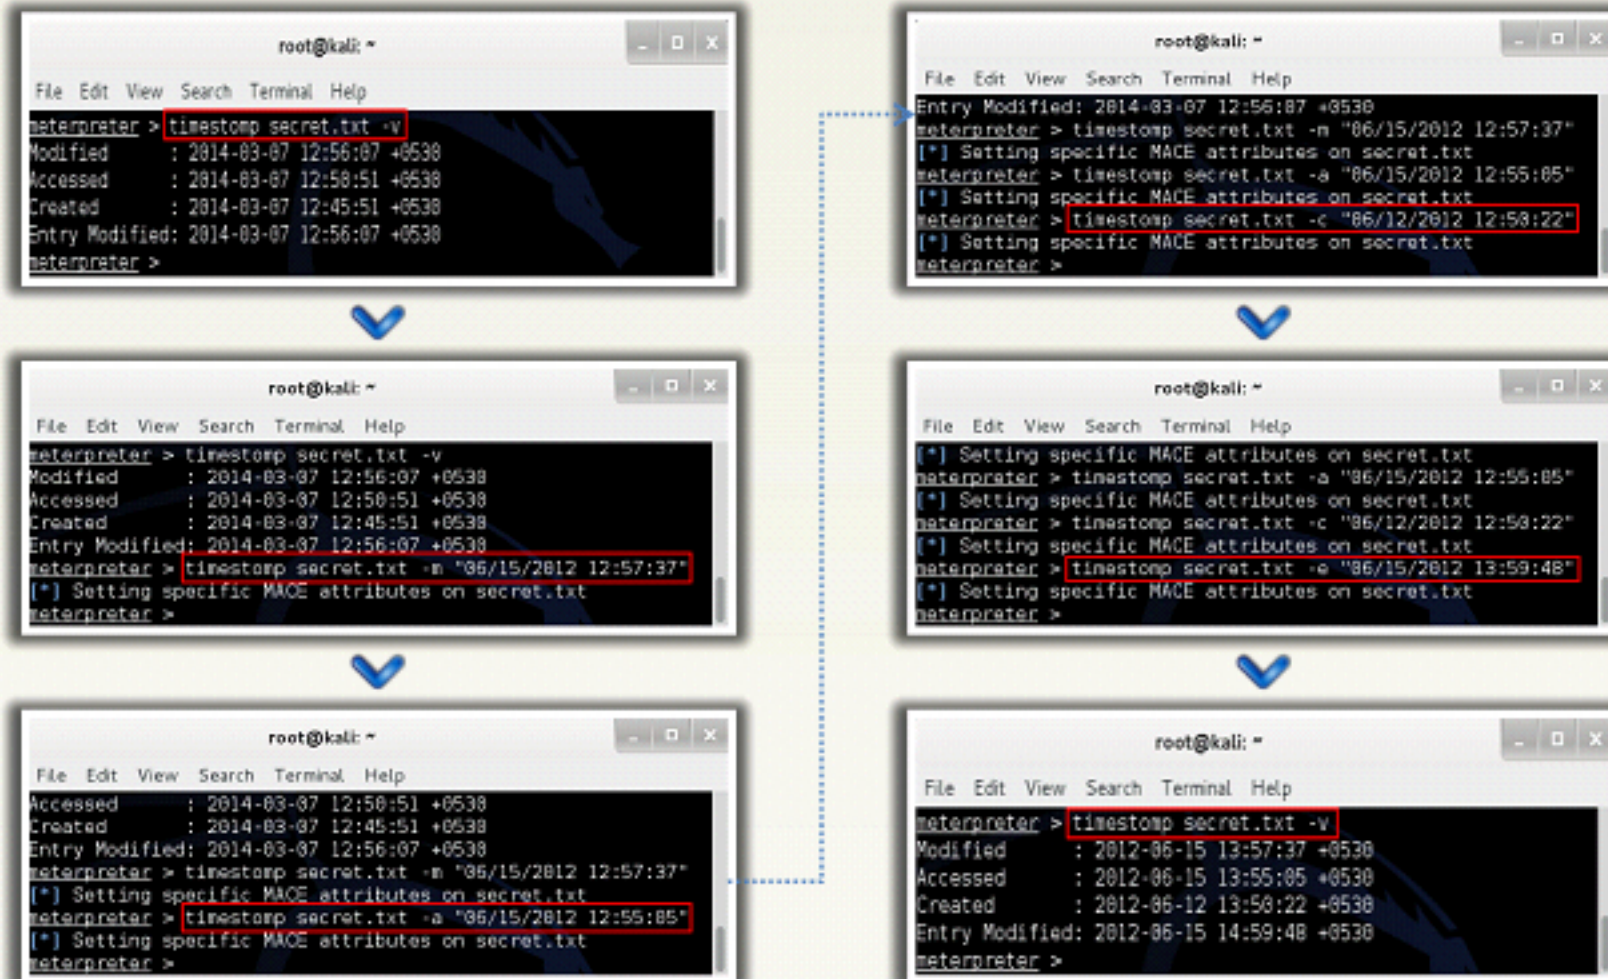 root@kali: ~
File Edit View Search Terminal Help
meterpreter > timestomp secret.txt -v
Modified : 2014-03-07 12:56:07 +0530
Accessed : 2014-03-07 12:50:51 +0530
Created : 2014-03-07 12:45:51 +0530
Entry Modified: 2014-03-07 12:56:07 +0530
meterpreter >
root@kali: ~
File Edit View Search Terminal Help
meterpreter > timestomp secret.txt -v
Modified : 2014-03-07 12:56:07 +0530
Accessed : 2014-03-07 12:50:51 +0530
Created : 2014-03-07 12:45:51 +0530
Entry Modified: 2014-03-07 12:56:07 +0530
meterpreter > timestomp secret.txt -m "06/15/2012 12:57:37"
[*] Setting specific MACE attributes on secret.txt
meterpreter >
root@kali: ~
File Edit View Search Terminal Help
Accessed : 2014-03-07 12:50:51 +0530
Created : 2014-03-07 12:45:51 +0530
Entry Modified: 2014-03-07 12:56:07 +0530
meterpreter > timestomp secret.txt -m "06/15/2012 12:57:37"
[*] Setting specific MACE attributes on secret.txt
meterpreter > timestomp secret.txt -a "06/15/2012 12:55:05"
[*] Setting specific MACE attributes on secret.txt
meterpreter >
root@kali: ~
File Edit View Search Terminal Help
Entry Modified: 2014-03-07 12:56:07 +0530
meterpreter > timestomp secret.txt -m "06/15/2012 12:57:37"
[*] Setting specific MACE attributes on secret.txt
meterpreter > timestomp secret.txt -a "06/15/2012 12:55:05"
[*] Setting specific MACE attributes on secret.txt
meterpreter > timestomp secret.txt -c "06/12/2012 12:50:22"
[*] Setting specific MACE attributes on secret.txt
meterpreter >
root@kali: ~
File Edit View Search Terminal Help
[*] Setting specific MACE attributes on secret.txt
meterpreter > timestomp secret.txt -a "06/15/2012 12:55:05"
[*] Setting specific MACE attributes on secret.txt
meterpreter > timestomp secret.txt -c "06/12/2012 12:50:22"
[*] Setting specific MACE attributes on secret.txt
meterpreter > timestomp secret.txt -e "06/15/2012 13:59:48"
[*] Setting specific MACE attributes on secret.txt
meterpreter >
root@kali: ~
File Edit View Search Terminal Help
meterpreter > timestomp secret.txt -v
Modified : 2012-06-15 13:57:37 +0530
Accessed : 2012-06-15 13:55:05 +0530
Created : 2012-06-12 13:50:22 +0530
Entry Modified: 2012-06-15 14:59:48 +0530
meterpreter >